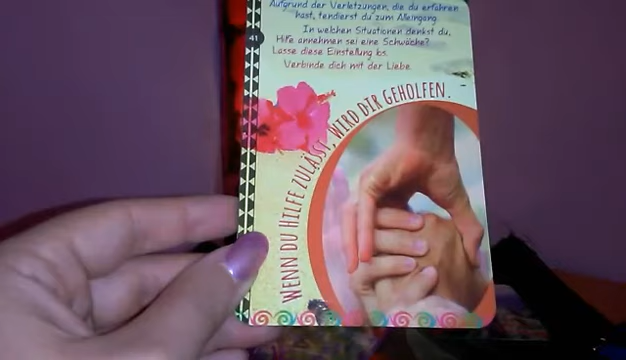 Aufgrund der Verletzungen, die du erfahren
hast, tendierst du zum Alleingang.
In welchen Situationen denkst du,
Hilfe annehmen sei eine Schwäche?
Lasse diese Einstellung los.
Verbinde dich mit der Liebe.
41
WENN DU HILFE ZULÄSST, WIRD DIR GEHOLFEN.